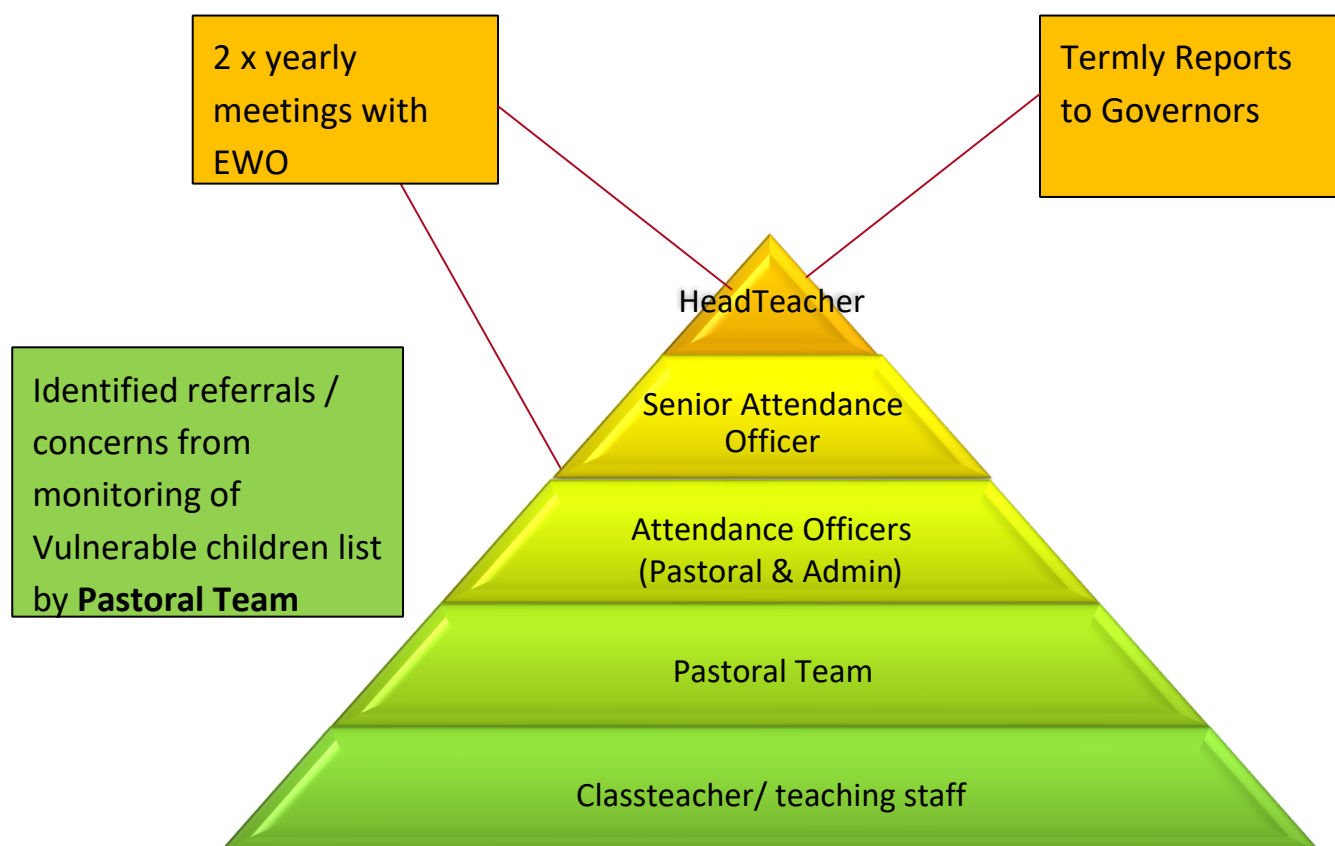 2 x yearly
meetings with
EWO
Termly Reports
to Governors
HeadTeacher
Identified referrals /
concerns from
monitoring of
Vulnerable children list
by Pastoral Team
Senior Attendance
Officer
Attendance Officers
(Pastoral & Admin)
Pastoral Team
Classteacher/ teaching staff